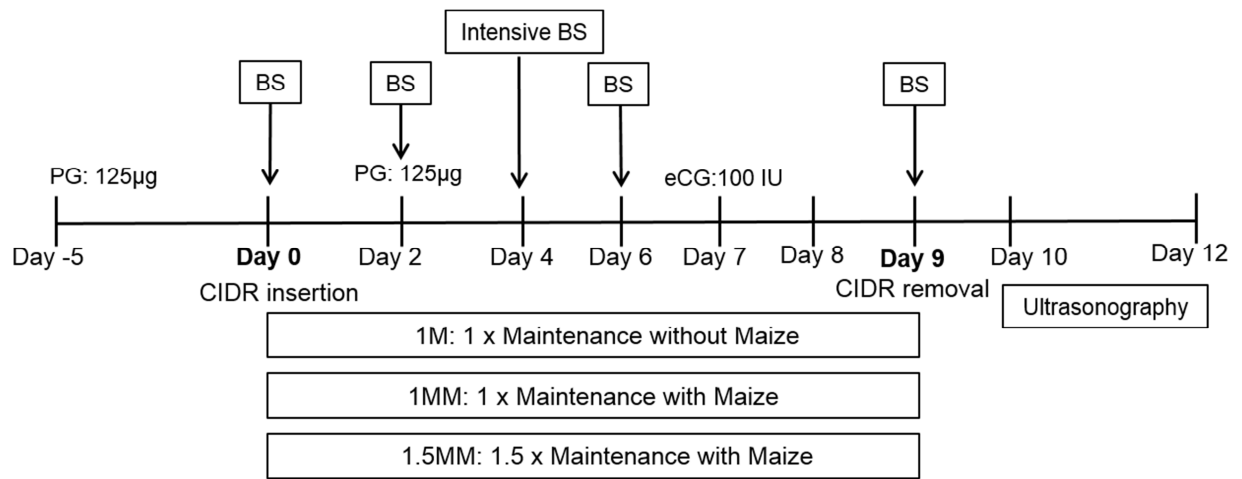 Intensive BS
BS
BS
BS
BS
PG: 125µg
PG: 125µg
eCG:100 IU
Day -5
Day 0
Day 2
Day 4
Day 6
Day 7
Day 8
Day 9
Day 10
Day 12
CIDR insertion
CIDR removal
Ultrasonography
1M: 1 x Maintenance without Maize
1MM: 1 x Maintenance with Maize
1.5MM: 1.5 x Maintenance with Maize